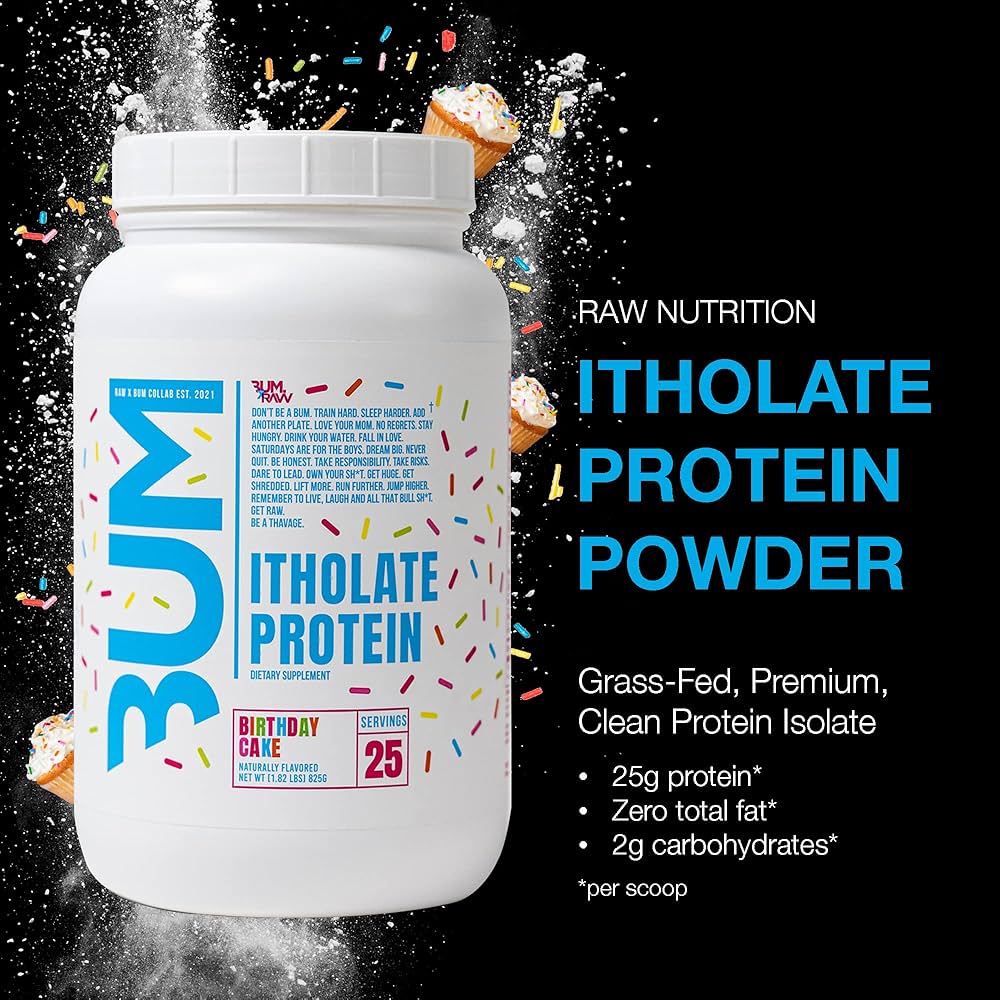 RAW X BUM COLLAB EST. 2021
BUM
BUM
RAW
DON'T BE A BUM. TRAIN HARD. SLEEP HARDER. ADD
ANOTHER PLATE. LOVE YOUR MOM. NO REGRETS. STAY
HUNGRY. DRINK YOUR WATER. FALL IN LOVE.
SATURDAYS ARE FOR THE BOYS. DREAM BIG. NEVER
QUIT. BE HONEST. TAKE RESPONSIBILITY. TAKE RISKS.
DARE TO LEAD. OWN YOUR SH*T. GET HUGE. GET
SHREDDED. LIFT MORE. RUN FURTHER. JUMP HIGHER.
REMEMBER TO LIVE, LAUGH AND ALL THAT BULL SH*T.
GET RAW.
BE A THAVAGE.
ITHOLATE
PROTEIN
DIETARY SUPPLEMENT
BIRTHDAY
CAKE
NATURALLY FLAVORED
NET WT [1.82 LBS] 825G
SERVINGS
25
RAW NUTRITION
ITHOLATE
PROTEIN
POWDER
Grass-Fed, Premium,
Clean Protein Isolate
• 25g protein*
• Zero total fat*
• 2g carbohydrates*
*per scoop